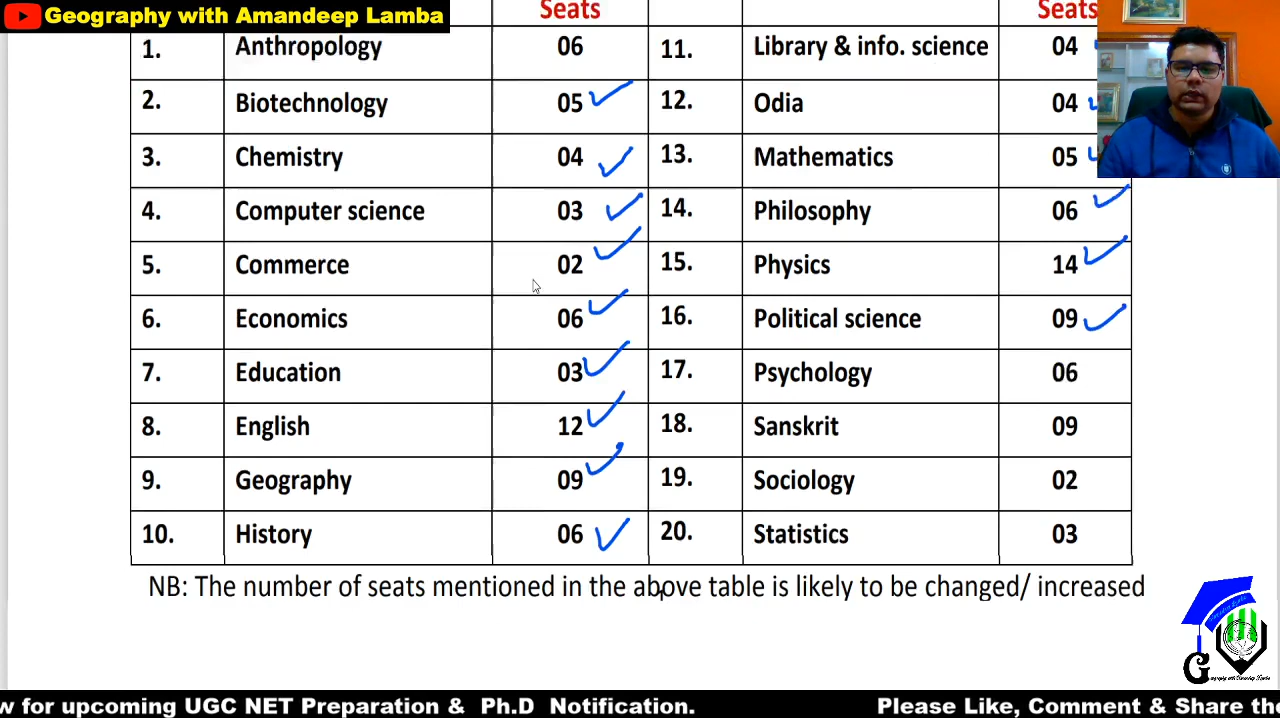 Geography with Amandeep Lamba
Seats Seats
1. Anthropology 06 11. Library & info. science 04
2. Biotechnology 05 12. Odia 04
3. Chemistry 04 13. Mathematics 05
4. Computer science 03 14. Philosophy 06
5. Commerce 02 15. Physics 14
6. Economics 06 16. Political science 09
7. Education 03 17. Psychology 06
8. English 12 18. Sanskrit 09
9. Geography 09 19. Sociology 02
10. History 06 20. Statistics 03
NB: The number of seats mentioned in the above table is likely to be changed/ increased
G
w for upcoming UGC NET Preparation & Ph.D Notification. Please Like, Comment & Share the